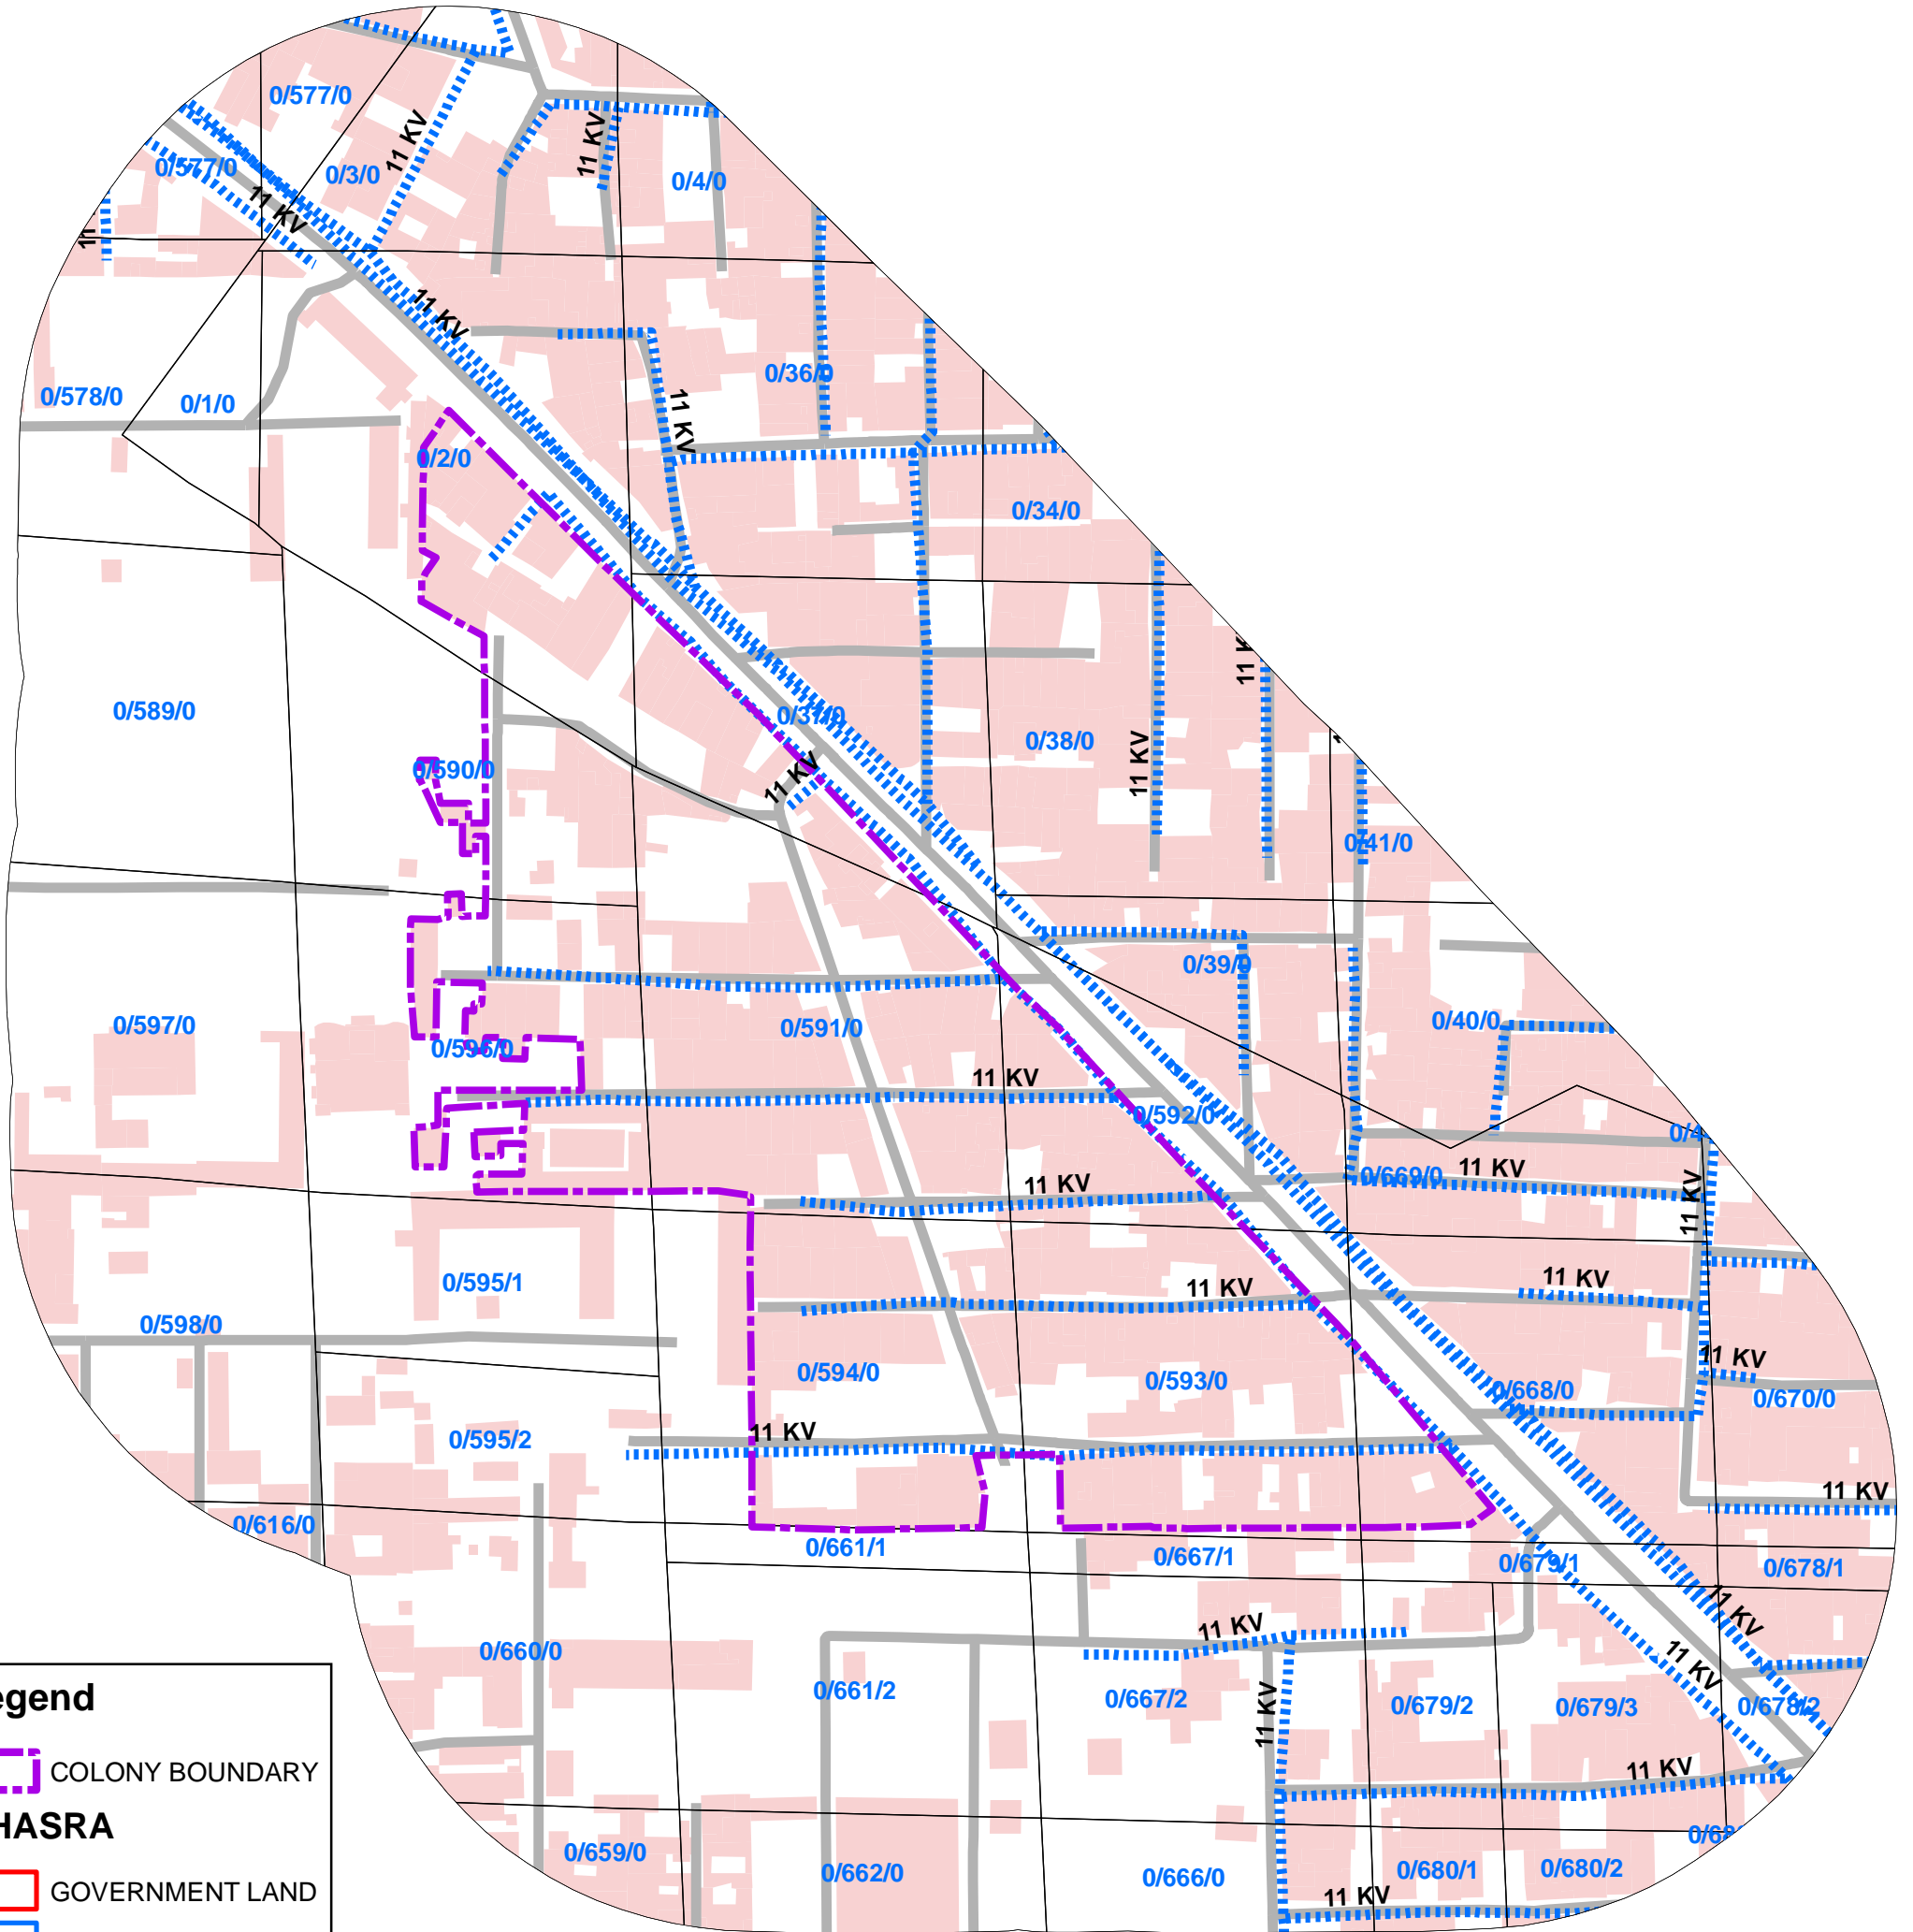 0/577/0
0/577/0
0/3/0
11 KV
11 KV
11 KV
0/4/0
11
11 KV
0/36/0
0/578/0
0/1/0
0/2/0
11 KV
0/34/0
0/589/0
0/590/0
0/37/0
11 KV
0/38/0
11 KV
11 K
0/41/0
0/39/0
0/597/0
0/596/0
0/591/0
0/40/0
11 KV
0/592/0
0/4
11 KV
0/669/0
11 KV
11 KV
0/595/1
11 KV
11 KV
0/598/0
0/594/0
0/593/0
11 KV
0/668/0
0/670/0
0/595/2
11 KV
11 KV
0/616/0
0/661/1
0/667/1
0/679/1
0/678/1
11 KV
11 KV
11 KV
0/660/0
0/661/2
0/667/2
11 KV
0/679/2
0/679/3
0/678/2
11 KV
0/659/0
0/662/0
0/666/0
0/680/1
0/680/2
11 KV
egend
COLONY BOUNDARY
HASRA
GOVERNMENT LAND